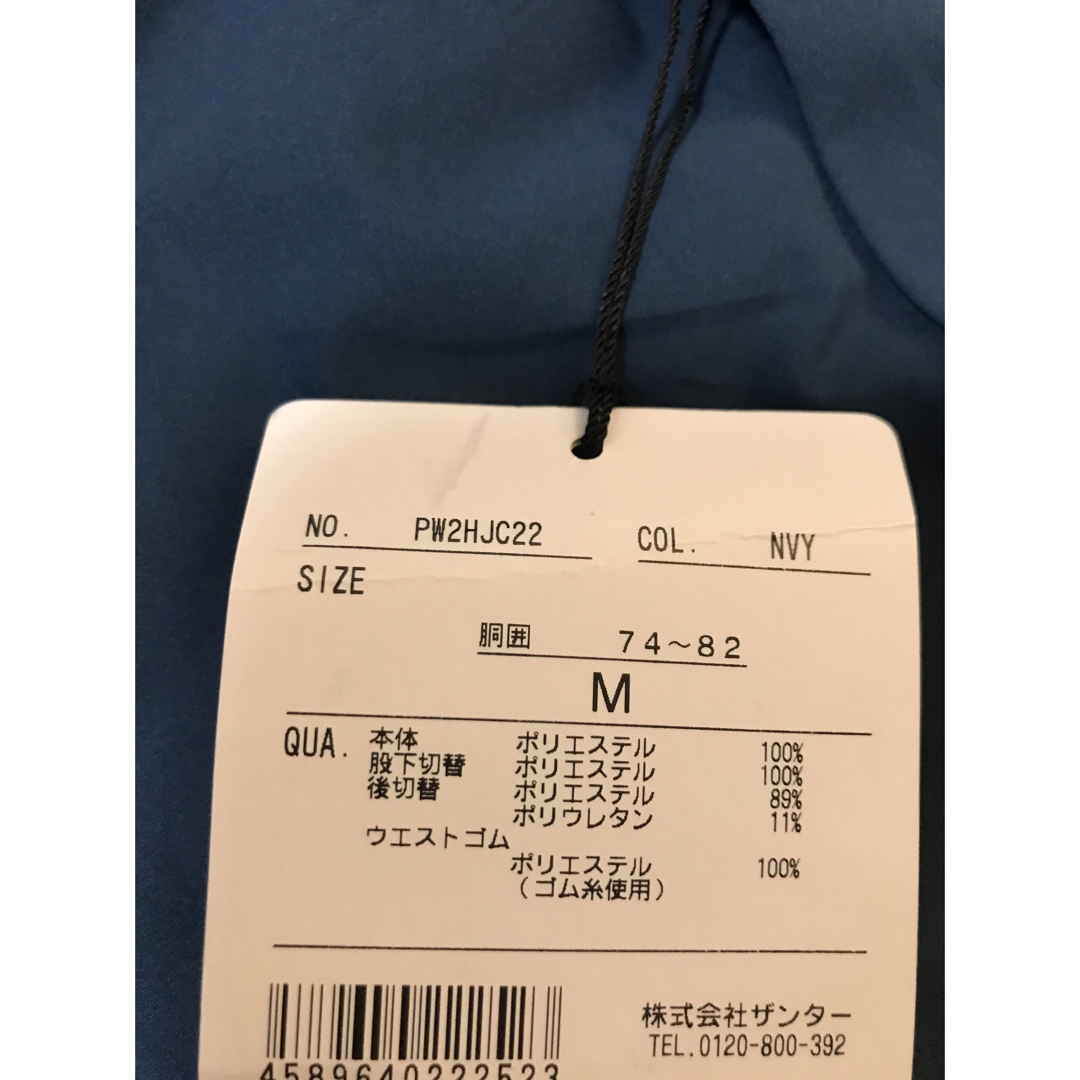 NO. PW2HJC22 COL. NVY
SIZE
胴囲 74~82
M
QUA. 本体 ポリエステル 100%
股下切替 ポリエステル 100%
後切替 ポリエステル 89%
ポリウレタン 11%
ウエストゴム
ポリエステル 100%
(ゴム糸使用)
株式会社ザンター
TEL.0120-800-392
4589640222523